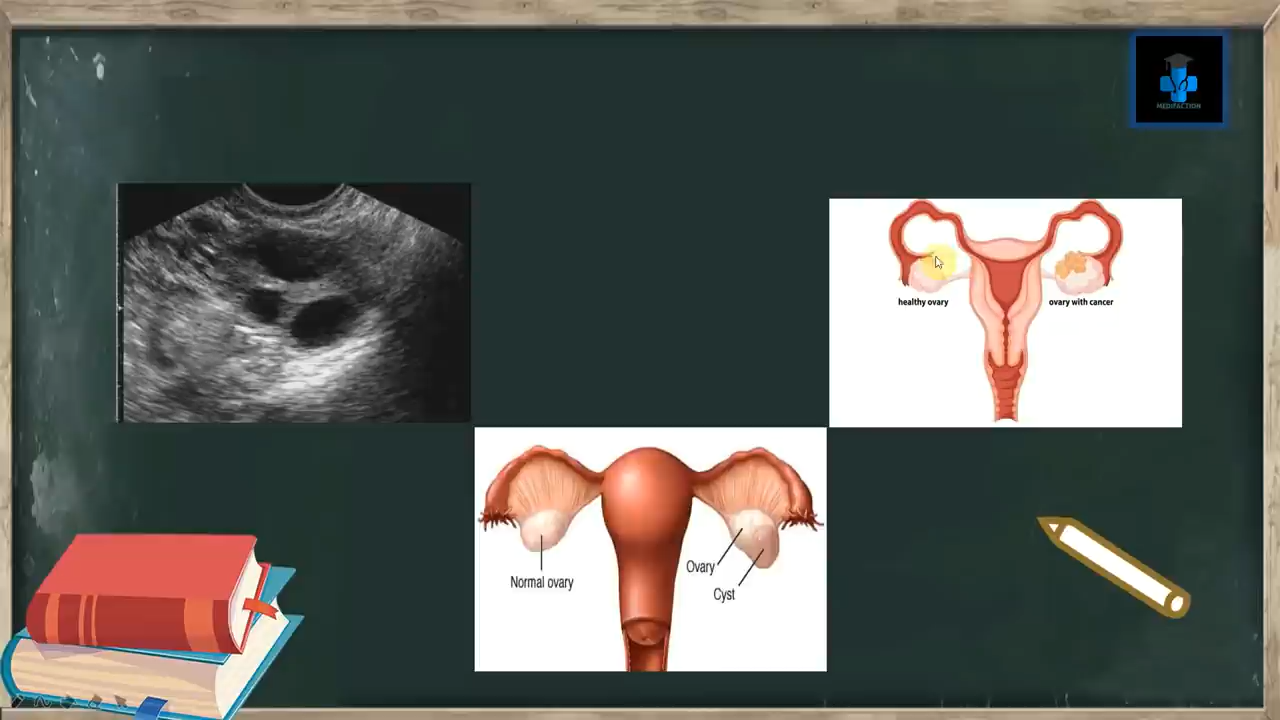 MEDIFACTION
healthy ovary
ovary with cancer
Normal ovary
Ovary
Cyst